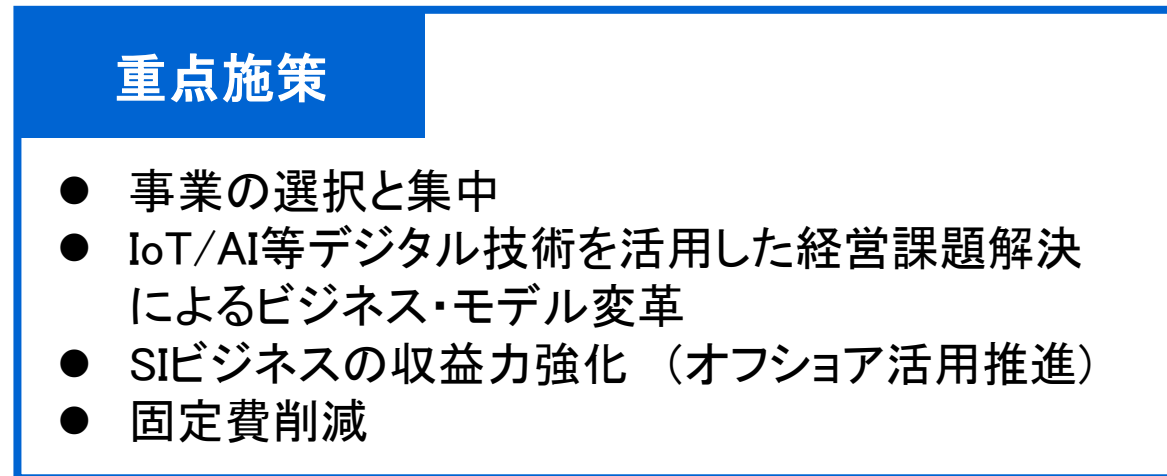 重点施策
● 事業の選択と集中
● IoT/AI等デジタル技術を活用した経営課題解決
によるビジネス・モデル変革
● SIビジネスの収益力強化 （オフショア活用推進）
● 固定費削減